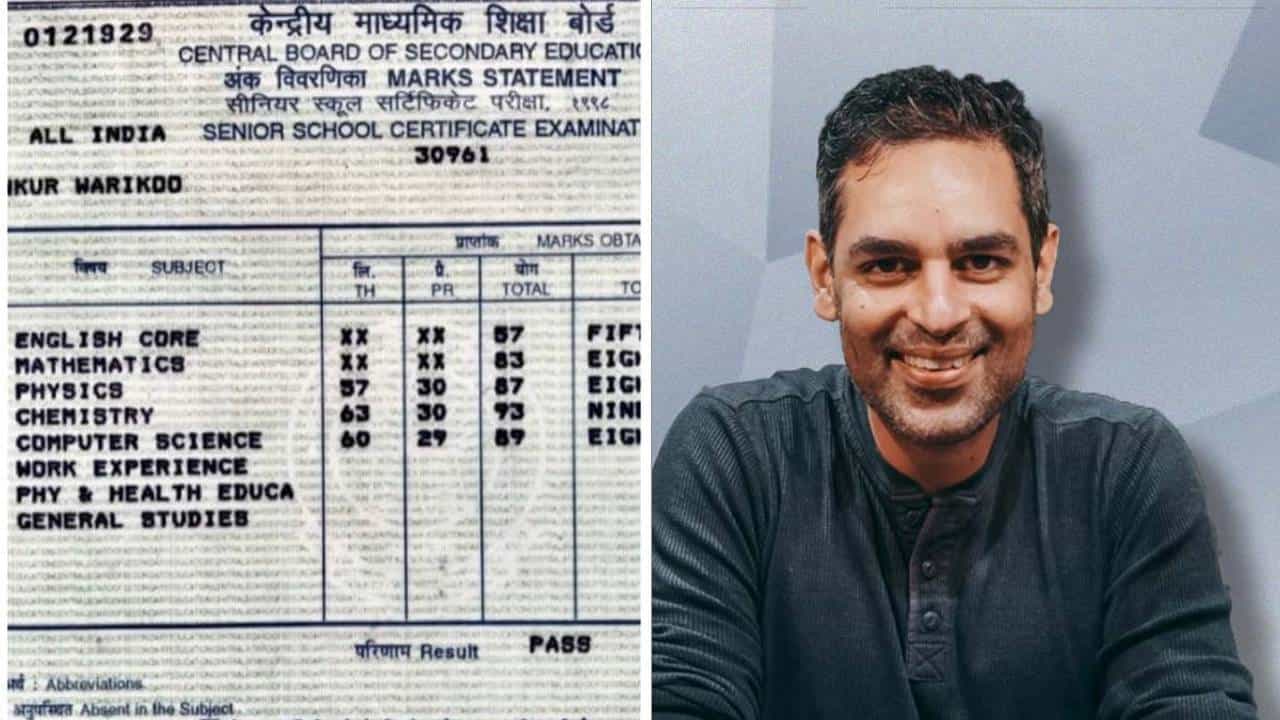 0121929
केन्द्रीय माध्यमिक शिक्षा बोर्ड
CENTRAL BOARD OF SECONDARY EDUCATIO
अंक विवरणिका MARKS STATEMENT
सीनियर स्कूल सर्टिफिकेट परीक्षा, १९९८
ALL INDIA SENIOR SCHOOL CERTIFICATE EXAMINAT
30961
NKUR WARIKOO
प्राप्तांक MARKS OBTA
विषय SUBJECT लि. प्रै. योग
TH PR TOTAL TO
ENGLISH CORE XX XX 57 FIFT
MATHEMATICS XX XX 83 EIGH
PHYSICS 57 30 87 EIGH
CHEMISTRY 63 30 93 NINE
COMPUTER SCIENCE 60 29 89 EIGH
WORK EXPERIENCE
PHY & HEALTH EDUCA
GENERAL STUDIES
परिणाम Result PASS
अर्थ : Abbreviations
अनुपस्थित Absent in the Subject